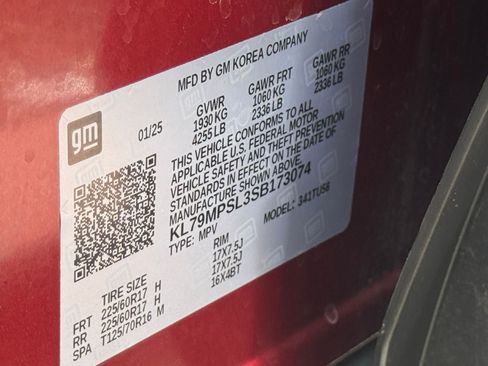 MFD BY GM KOREA COMPANY
gm
01/25
GVWR GAWR FRT GAWR RR
1930 KG 1060 KG 1060 KG
4255 LB 2336 LB 2336 LB
THIS VEHICLE CONFORMS TO ALL
APPLICABLE U.S. FEDERAL MOTOR
VEHICLE SAFETY AND THEFT PREVENTION
STANDARDS IN EFFECT ON THE DATE OF
MANUFACTURE SHOWN ABOVE.
KL79MPSL3SB173074
TYPE: MPV MODEL: 341TU56
TIRE SIZE RIM
FRT 225/60R17 H 17X7.5J
RR 225/60R17 H 17X7.5J
SPA T125/70R16 M 16X4BT